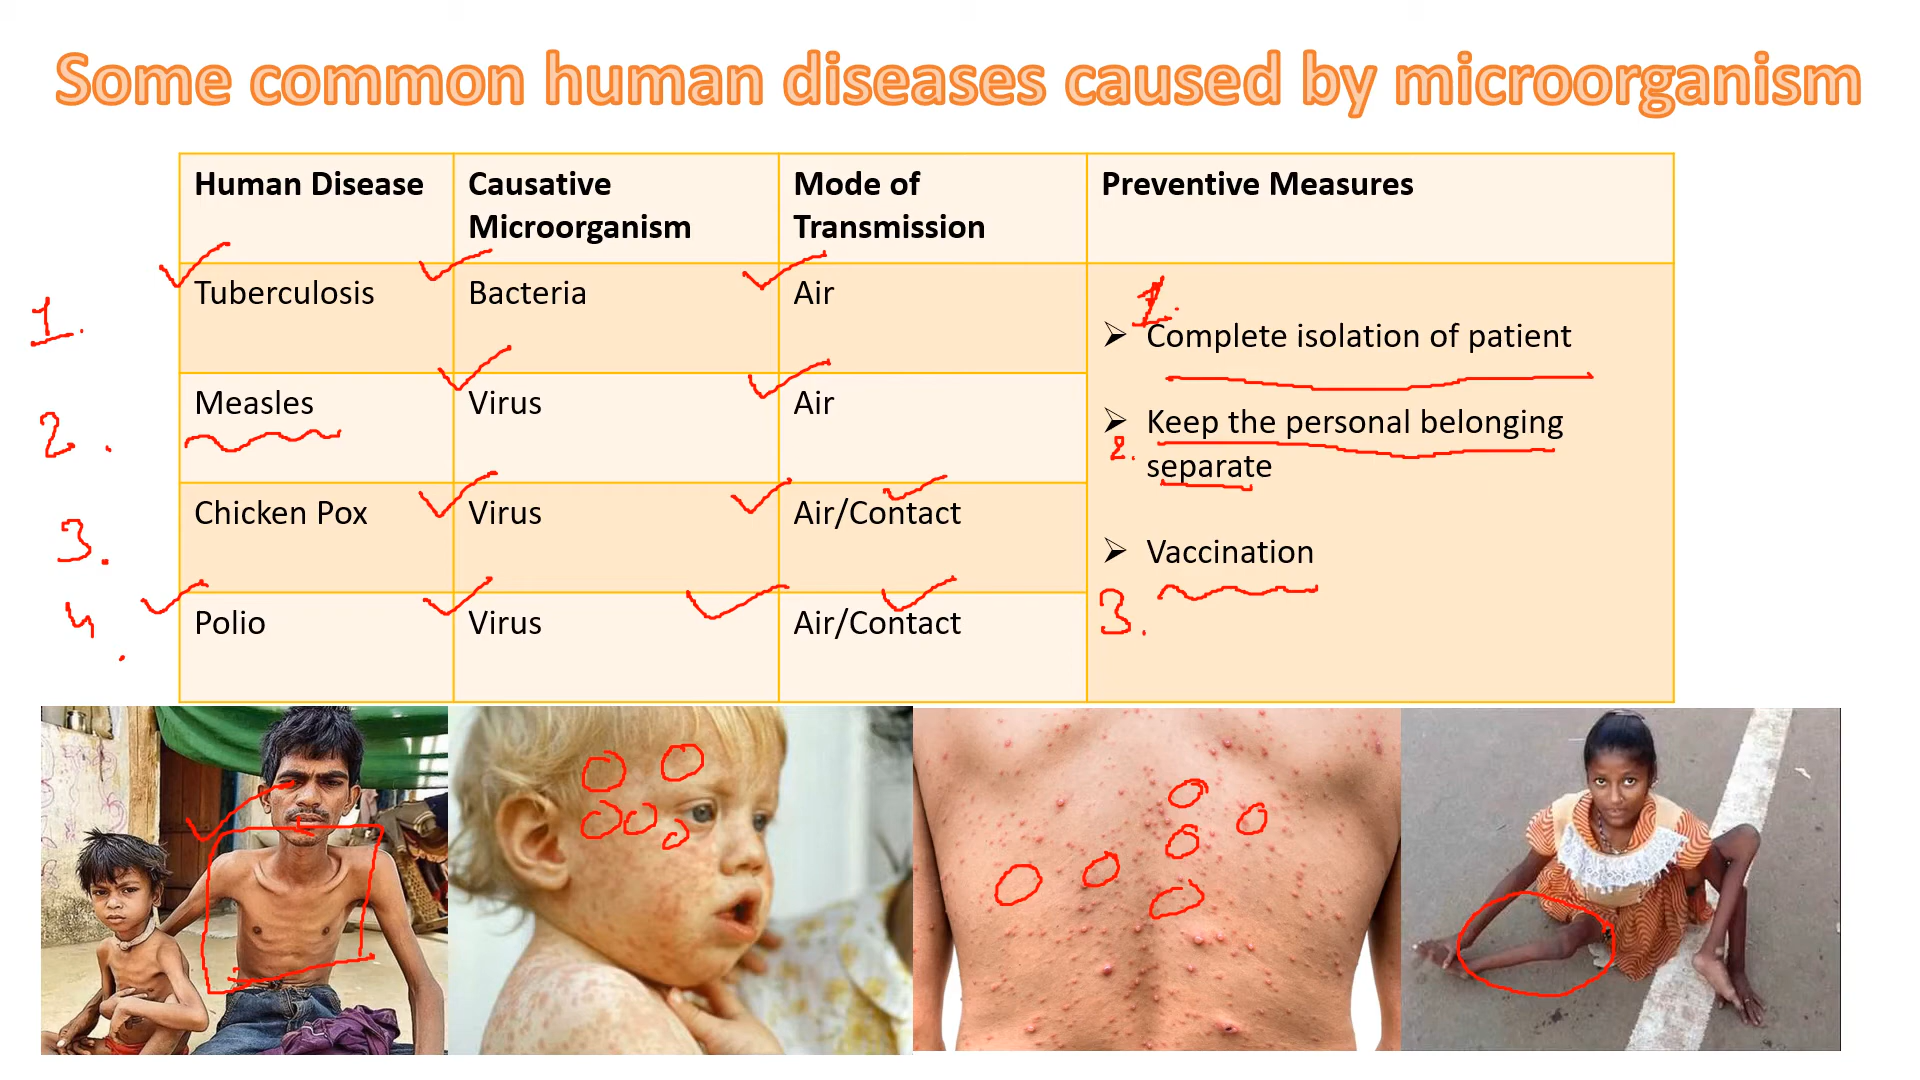 Some common human diseases caused by microorganism
Human Disease
Causative
Microorganism
Mode of
Transmission
Preventive Measures
1.
Tuberculosis
Bacteria
Air
2.
Measles
Virus
Air
3.
Chicken Pox
Virus
Air/Contact
4.
Polio
Virus
Air/Contact
1.
➢ Complete isolation of patient
➢ Keep the personal belonging
2.
separate
➢ Vaccination
3.